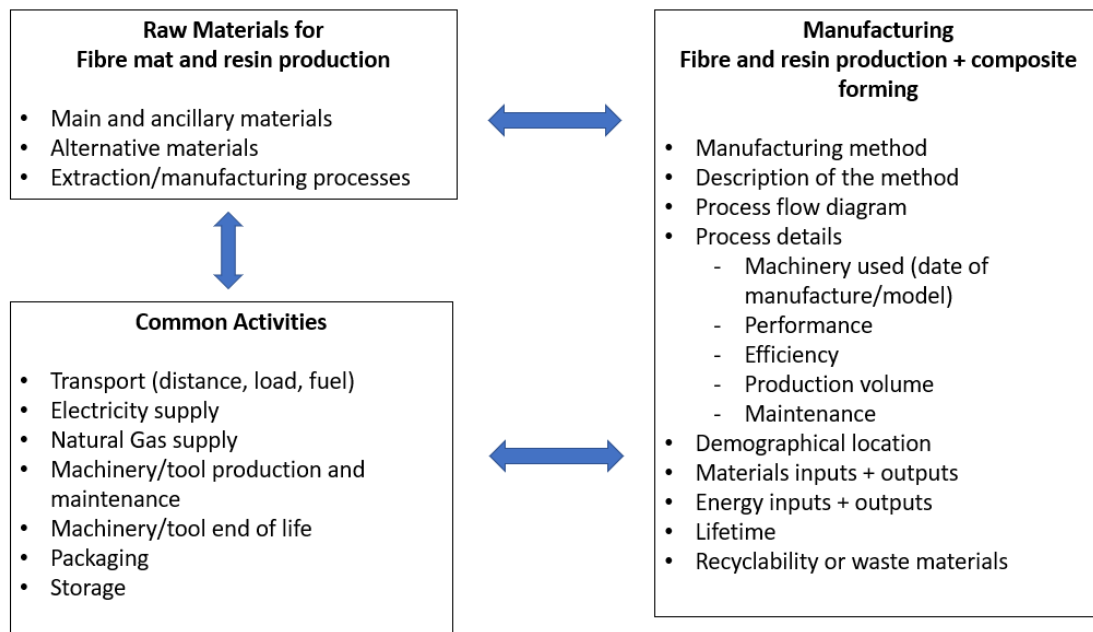 Raw Materials for
Fibre mat and resin production
• Main and ancillary materials
• Alternative materials
• Extraction/manufacturing processes
Common Activities
• Transport (distance, load, fuel)
• Electricity supply
• Natural Gas supply
• Machinery/tool production and
maintenance
• Machinery/tool end of life
• Packaging
• Storage
Manufacturing
Fibre and resin production + composite
forming
• Manufacturing method
• Description of the method
• Process flow diagram
• Process details
- Machinery used (date of
manufacture/model)
- Performance
- Efficiency
- Production volume
- Maintenance
• Demographical location
• Materials inputs + outputs
• Energy inputs + outputs
• Lifetime
• Recyclability or waste materials